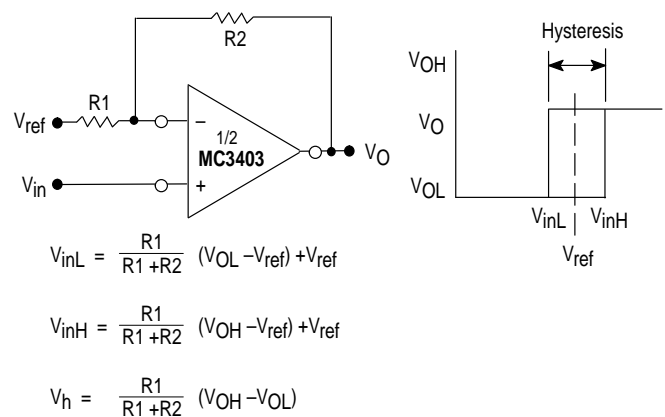 Hysteresis
R2
VOH
R1
Vref
–
1/2
MC3403
VO
VO
Vin
+
VOL
VinL
VinH
Vref
VinL = R1 / R1 +R2 (VOL –Vref) +Vref
VinH = R1 / R1 +R2 (VOH –Vref) +Vref
Vh = R1 / R1 +R2 (VOH –VOL)